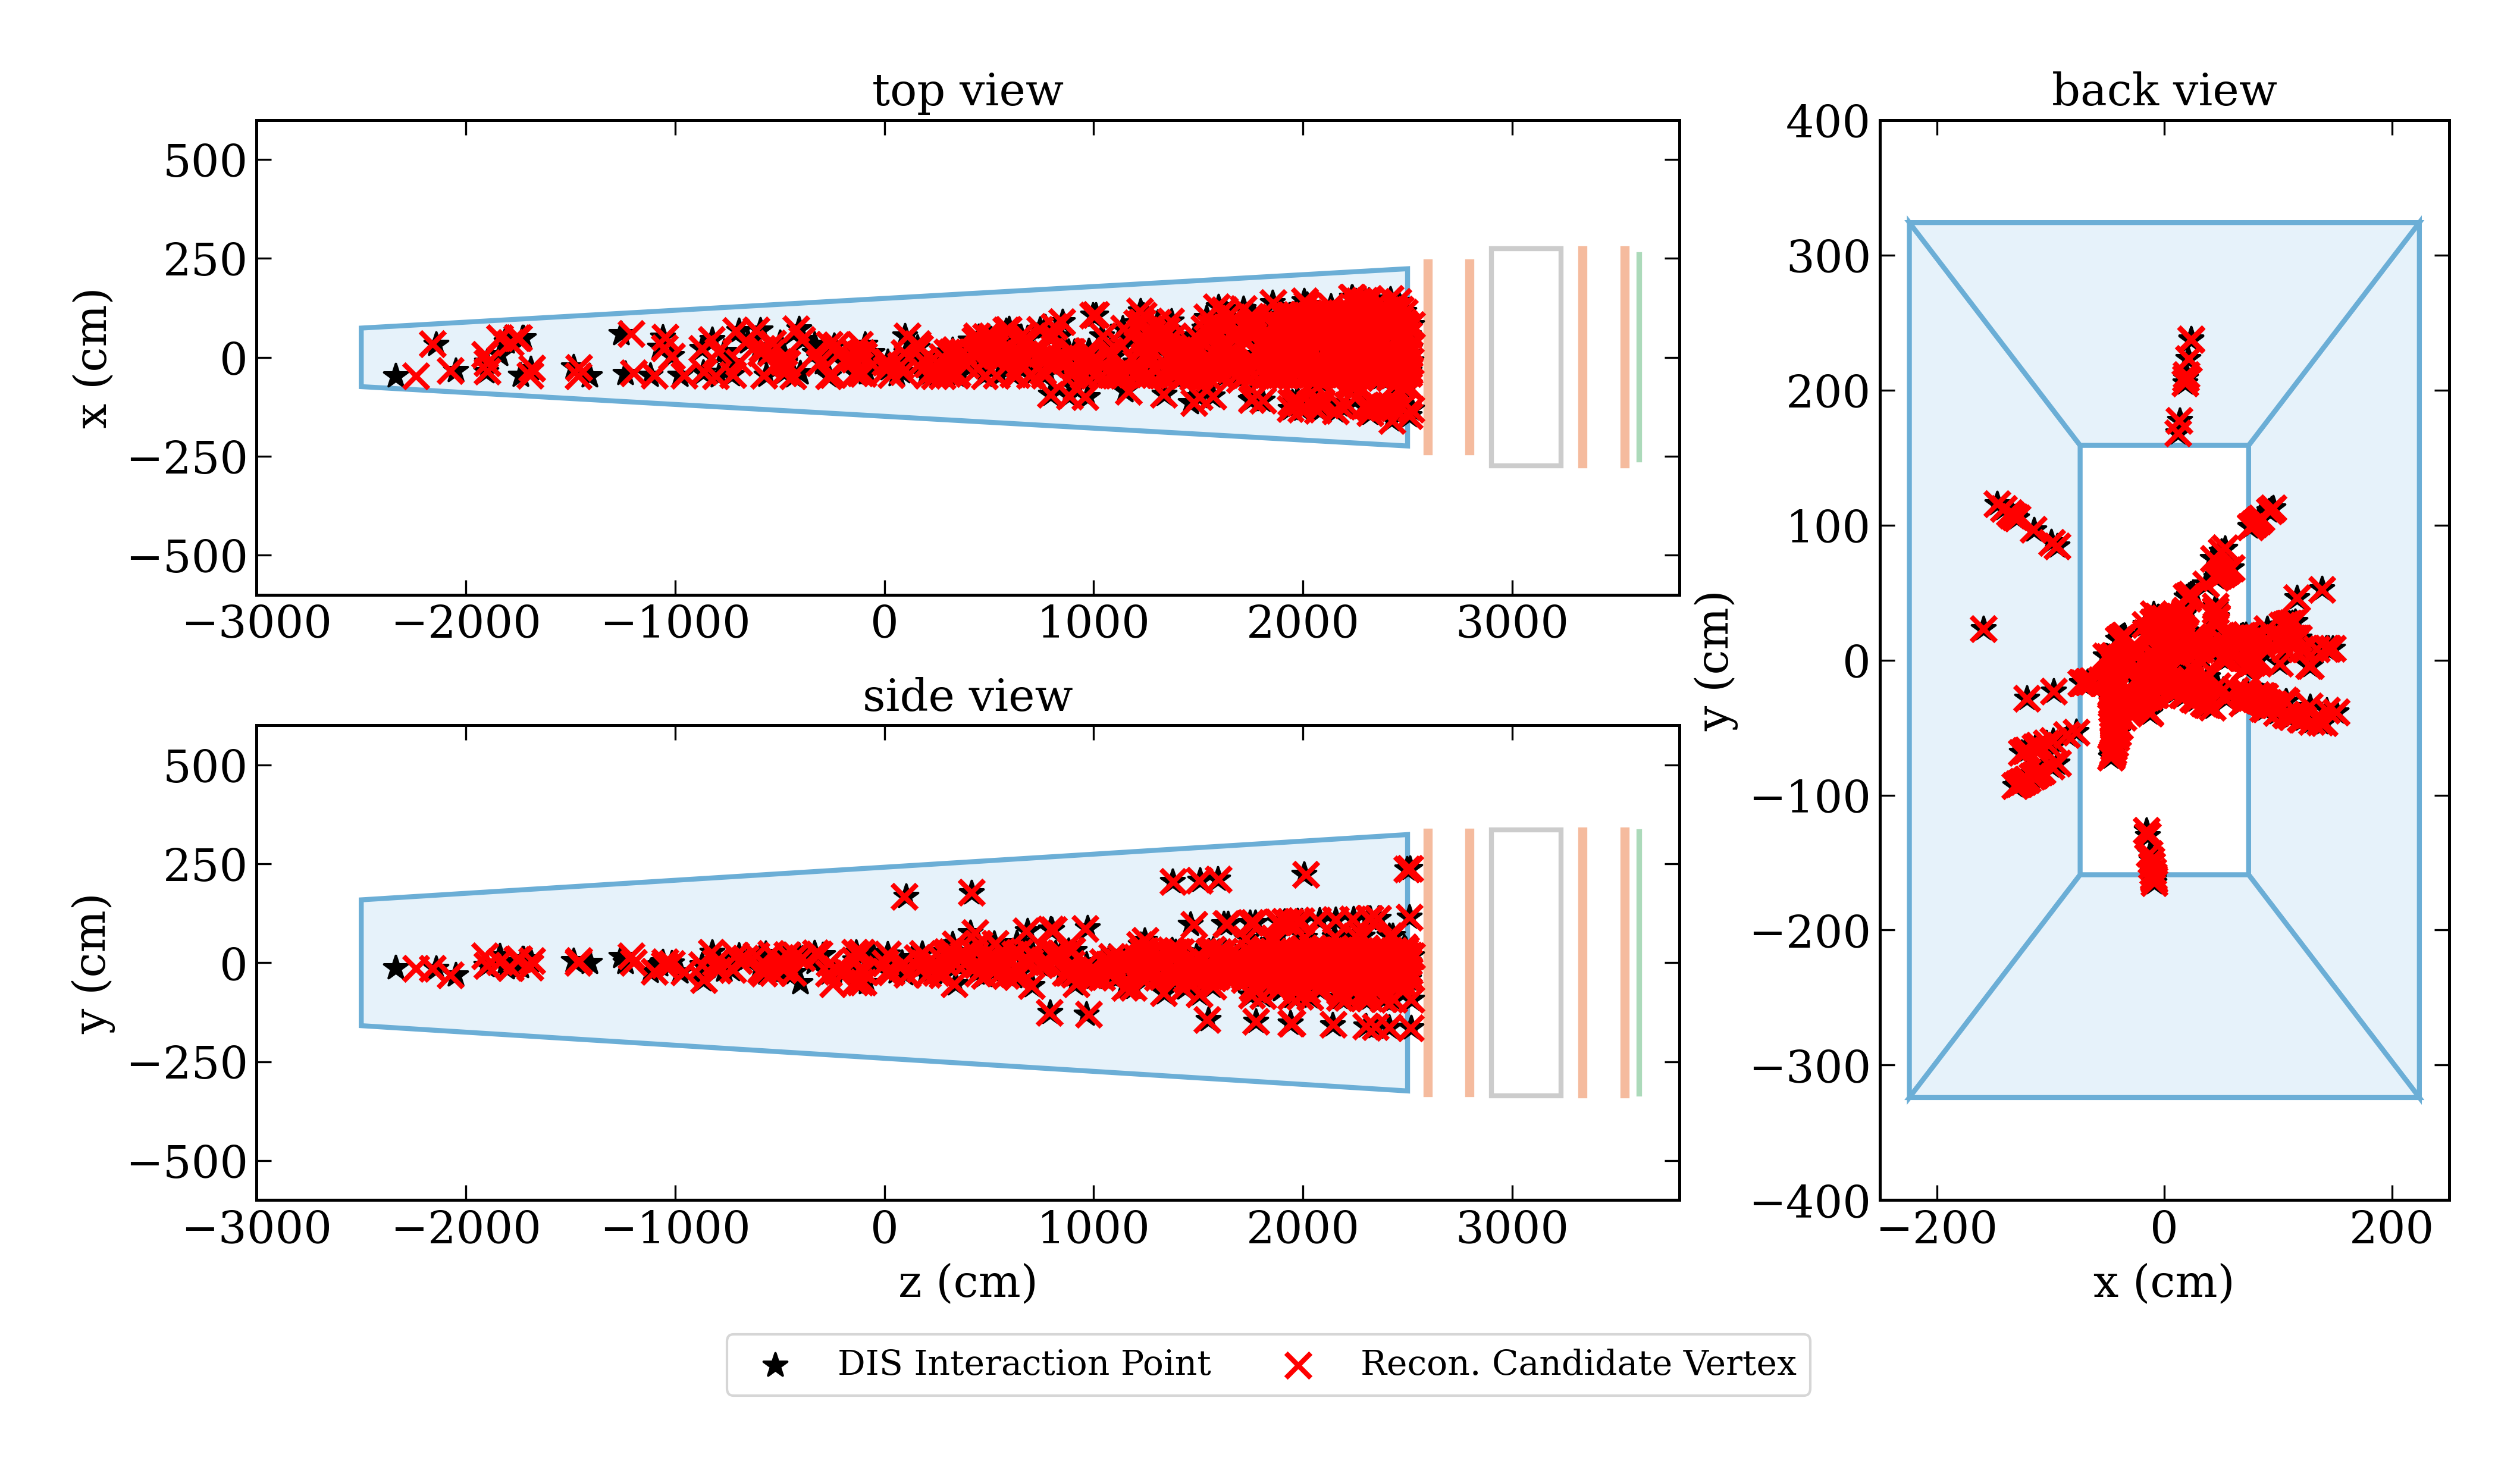 top view
x (cm)
500
250
0
−250
−500
−3000 −2000 −1000 0 1000 2000 3000
side view
y (cm)
500
250
0
−250
−500
−3000 −2000 −1000 0 1000 2000 3000
z (cm)
back view
y (cm)
400
300
200
100
0
−100
−200
−300
−400
−200 0 200
x (cm)
DIS Interaction Point
Recon. Candidate Vertex